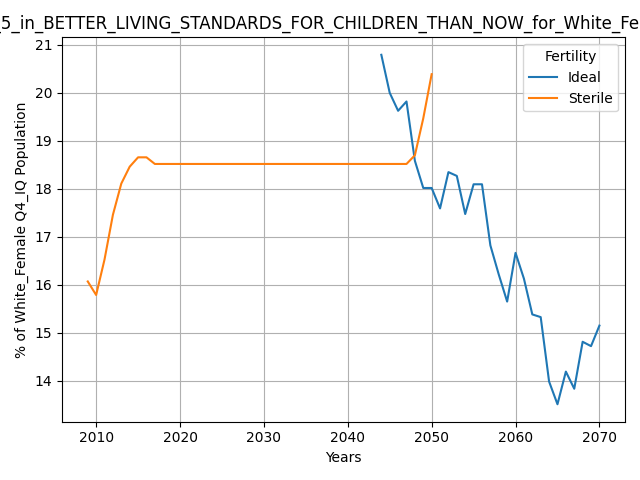 _5_in_BETTER_LIVING_STANDARDS_FOR_CHILDREN_THAN_NOW_for_White_Fe
21
20
19
18
17
16
15
14
% of White_Female Q4_IQ Population
Fertility
Ideal
Sterile
2010 2020 2030 2040 2050 2060 2070
Years